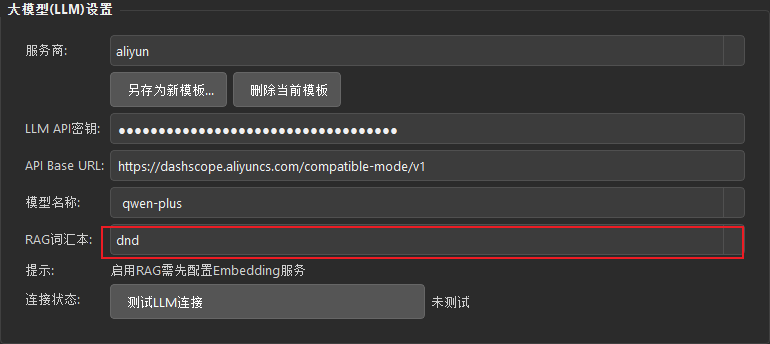 大模型(LLM)设置
服务商: aliyun
另存为新模板... 删除当前模板
LLM API密钥: ●●●●●●●●●●●●●●●●●●●●●●●●●●●●●●●●●●●
API Base URL: https://dashscope.aliyuncs.com/compatible-mode/v1
模型名称: qwen-plus
RAG词汇本: dnd
提示: 启用RAG需先配置Embedding服务
连接状态: 测试LLM连接 未测试